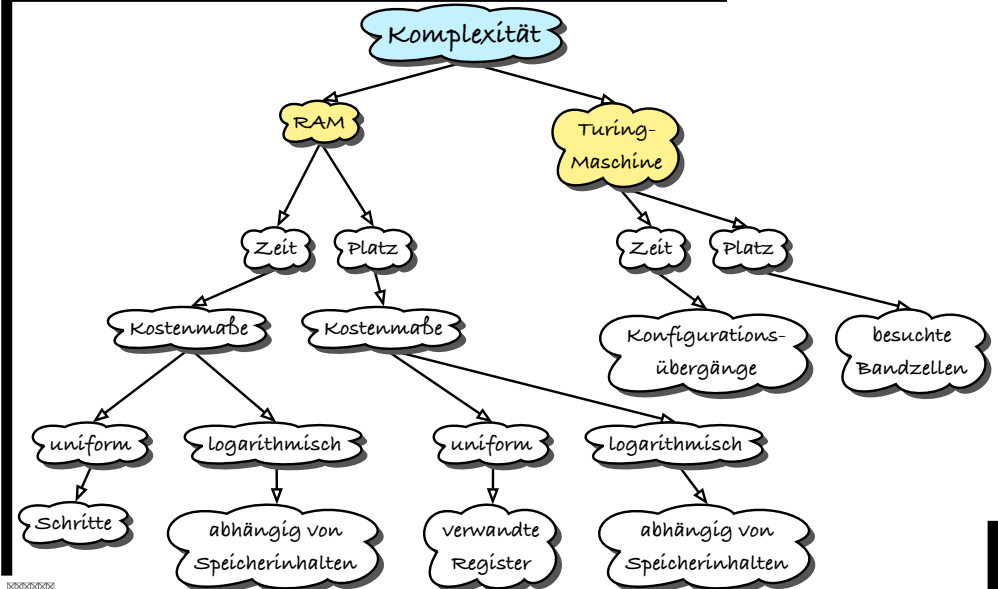 Komplexität
RAM
Turing-
Maschine
Zeit
Platz
Zeit
Platz
Kostenmaße
Kostenmaße
Konfigurations-
übergänge
besuchte
Bandzellen
uniform
logarithmisch
uniform
logarithmisch
Schritte
abhängig von
Speicherinhalten
verwandte
Register
abhängig von
Speicherinhalten